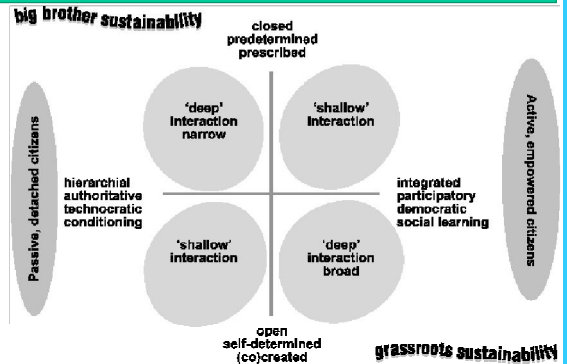 big brother sustainability
closed
predetermined
prescribed
'deep'
interaction
narrow
'shallow'
interaction
Passive, detached citizens
hierarchial
authoritative
technocratic
conditioning
integrated
participatory
democratic
social learning
Active, empowered citizens
'shallow'
interaction
'deep'
interaction
broad
open
self-determined
(co)created
grassroots sustainability